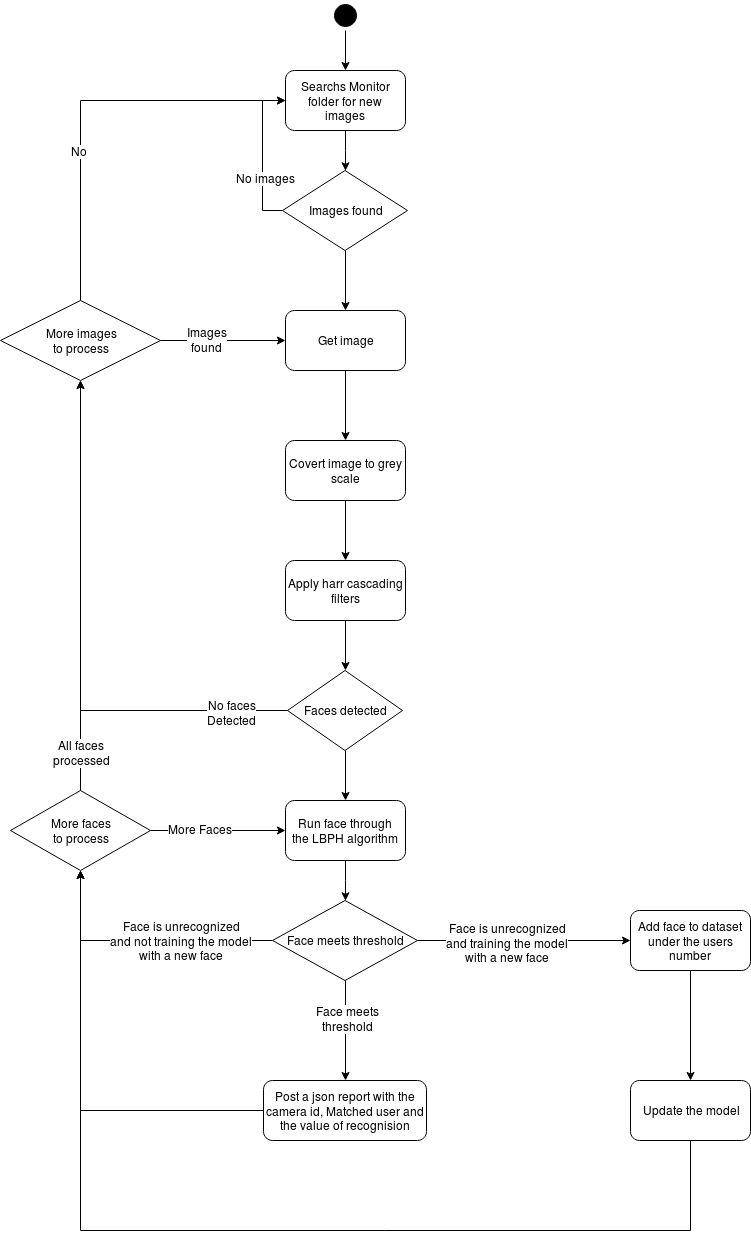 Searchs Monitor
folder for new
images
No
No images
Images found
More images
to process
Images
found
Get image
Covert image to grey
scale
Apply harr cascading
filters
No faces
Detected
Faces detected
All faces
processed
More faces
to process
More Faces
Run face through
the LBPH algorithm
Face is unrecognized
and not training the model
with a new face
Face meets threshold
Face is unrecognized
and training the model
with a new face
Add face to dataset
under the users
number
Face meets
threshold
Post a json report with the
camera id, Matched user and
the value of recognision
Update the model